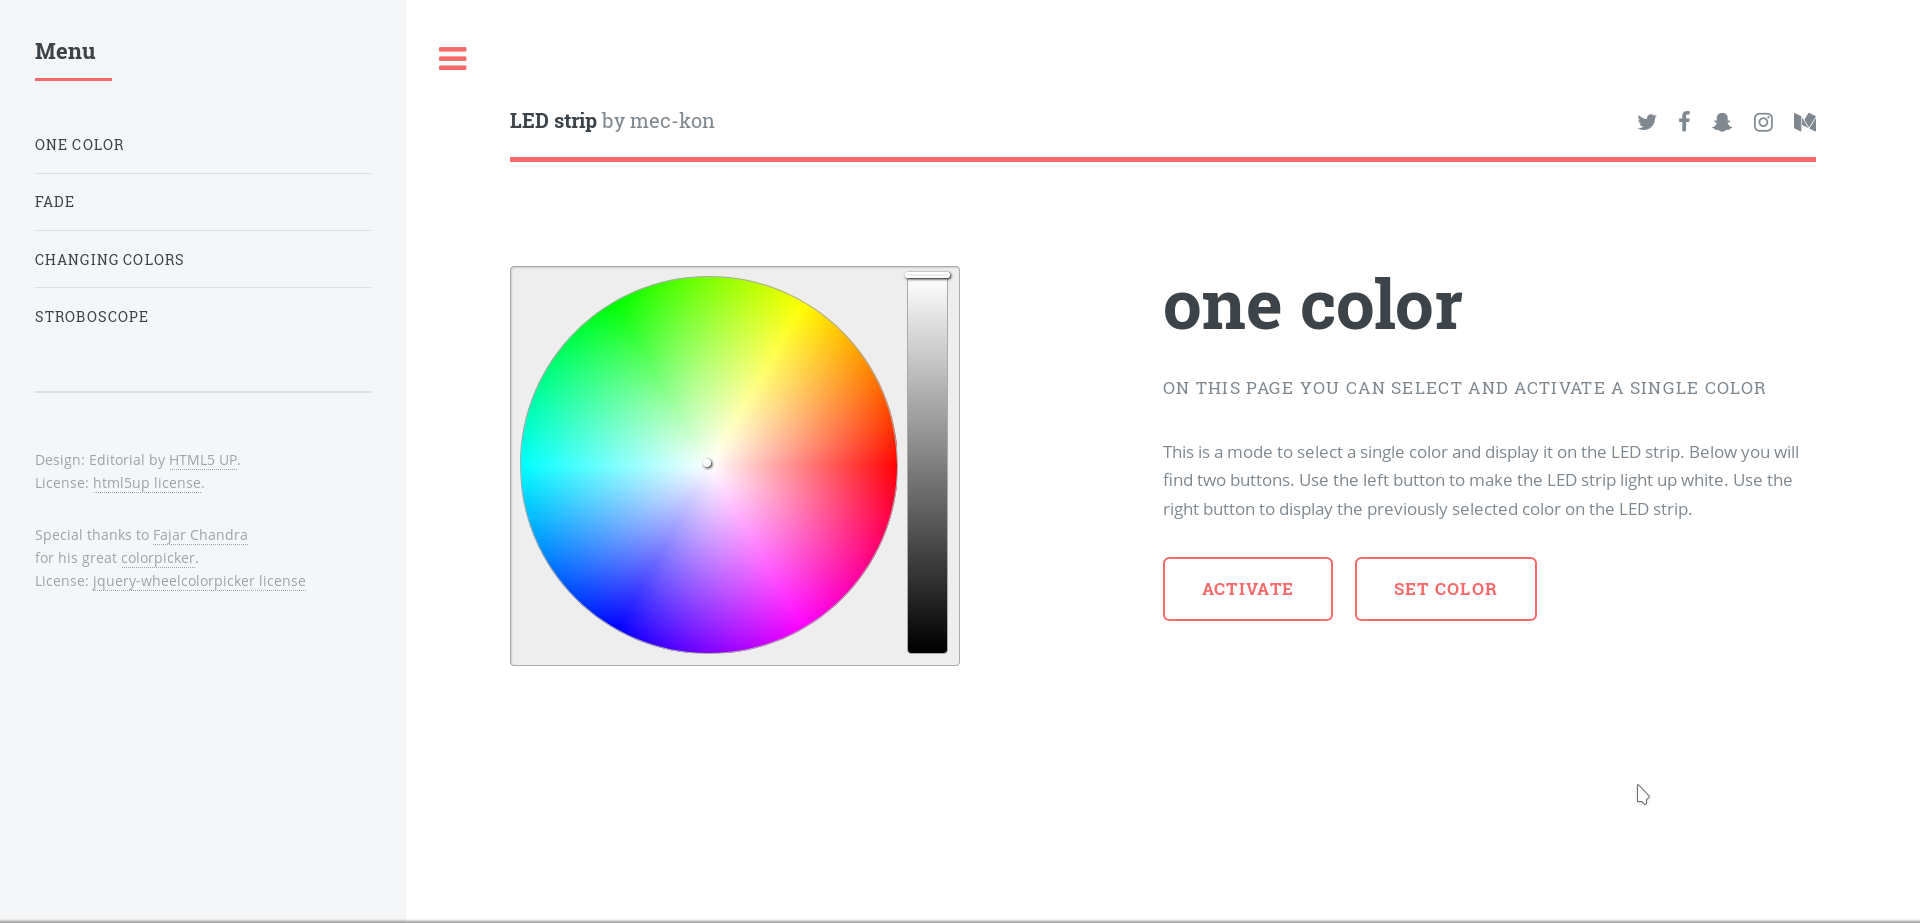 Menu
ONE COLOR
FADE
CHANGING COLORS
STROBOSCOPE
Design: Editorial by HTML5 UP.
License: html5up license.
Special thanks to Fajar Chandra
for his great colorpicker.
License: jquery-wheelcolorpicker license
LED strip by mec-kon
one color
ON THIS PAGE YOU CAN SELECT AND ACTIVATE A SINGLE COLOR
This is a mode to select a single color and display it on the LED strip. Below you will
find two buttons. Use the left button to make the LED strip light up white. Use the
right button to display the previously selected color on the LED strip.
ACTIVATE
SET COLOR